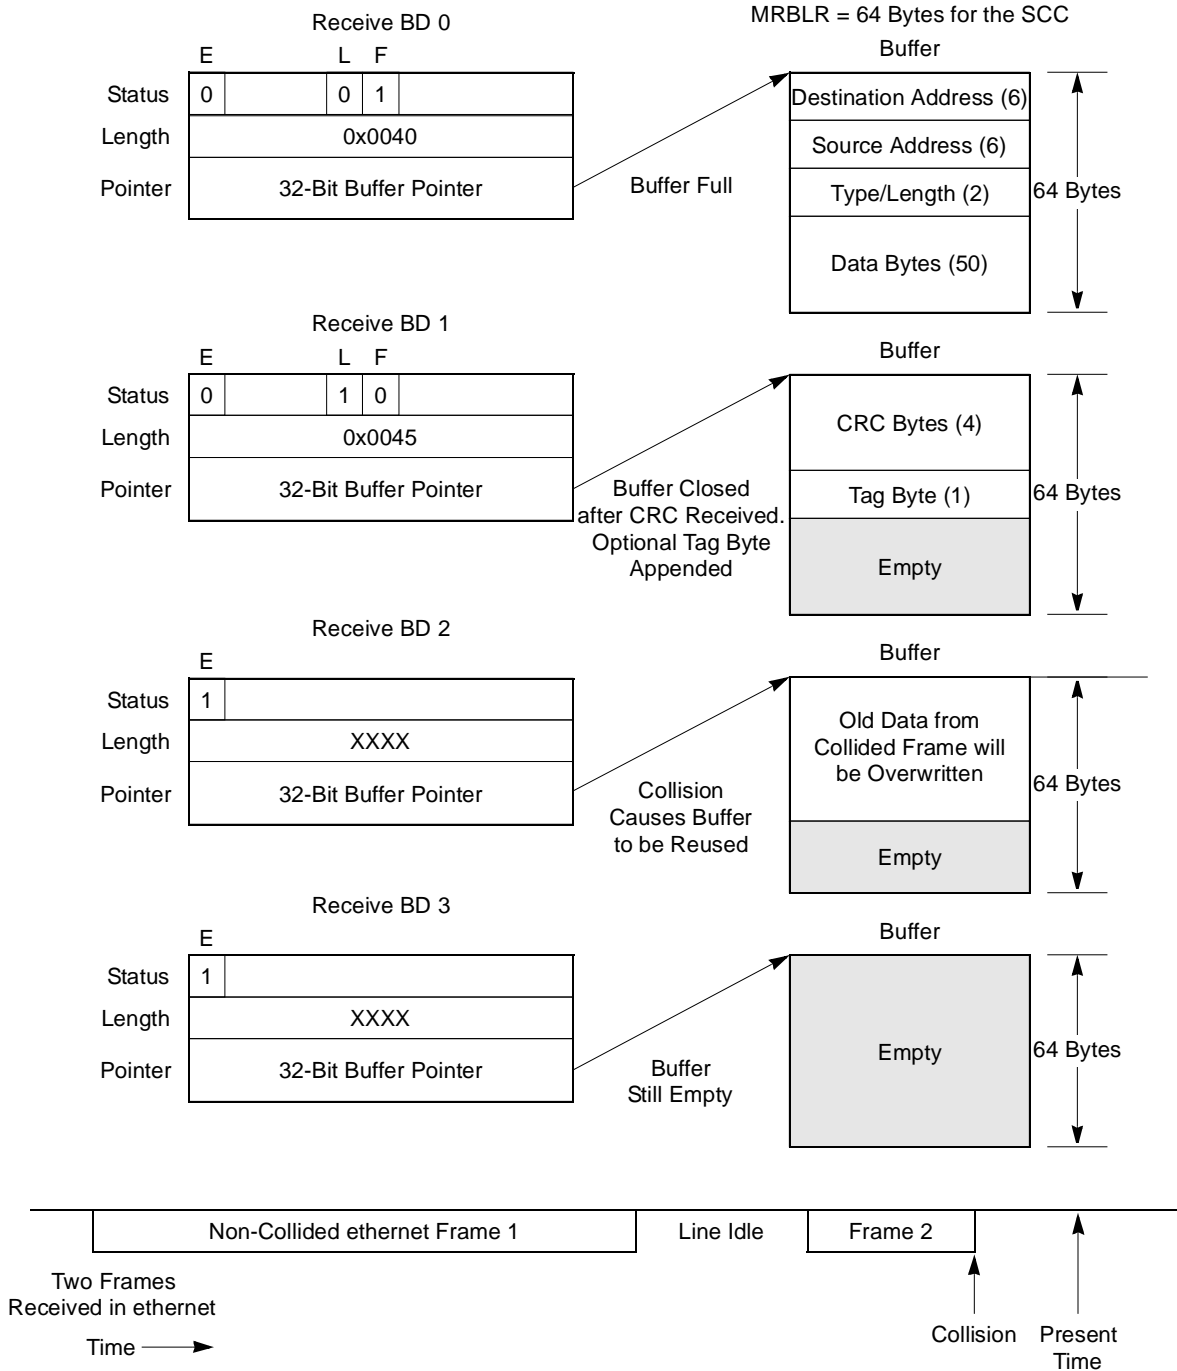 MRBLR = 64 Bytes for the SCC
Receive BD 0
Buffer
E L F
Status 0 0 1
Length 0x0040
Pointer 32-Bit Buffer Pointer
Buffer Full
Destination Address (6)
Source Address (6)
Type/Length (2)
Data Bytes (50)
64 Bytes
Receive BD 1
Buffer
E L F
Status 0 1 0
Length 0x0045
Pointer 32-Bit Buffer Pointer
Buffer Closed
after CRC Received.
Optional Tag Byte
Appended
CRC Bytes (4)
Tag Byte (1)
Empty
64 Bytes
Receive BD 2
Buffer
E
Status 1
Length XXXX
Pointer 32-Bit Buffer Pointer
Collision
Causes Buffer
to be Reused
Old Data from
Collided Frame will
be Overwritten
Empty
64 Bytes
Receive BD 3
Buffer
E
Status 1
Length XXXX
Pointer 32-Bit Buffer Pointer
Buffer
Still Empty
Empty
64 Bytes
Non-Collided ethernet Frame 1 Line Idle Frame 2
Two Frames
Received in ethernet
Time
Collision
Present
Time